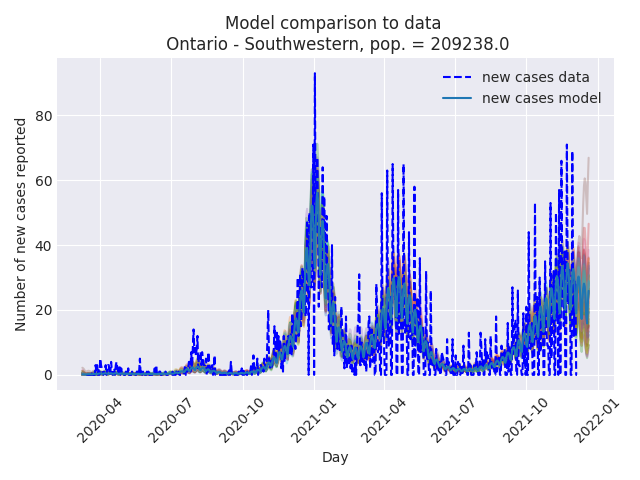 Model comparison to data
Ontario - Southwestern, pop. = 209238.0
new cases data
new cases model
Number of new cases reported
80
60
40
20
0
2020-04
2020-07
2020-10
2021-01
2021-04
2021-07
2021-10
2022-01
Day